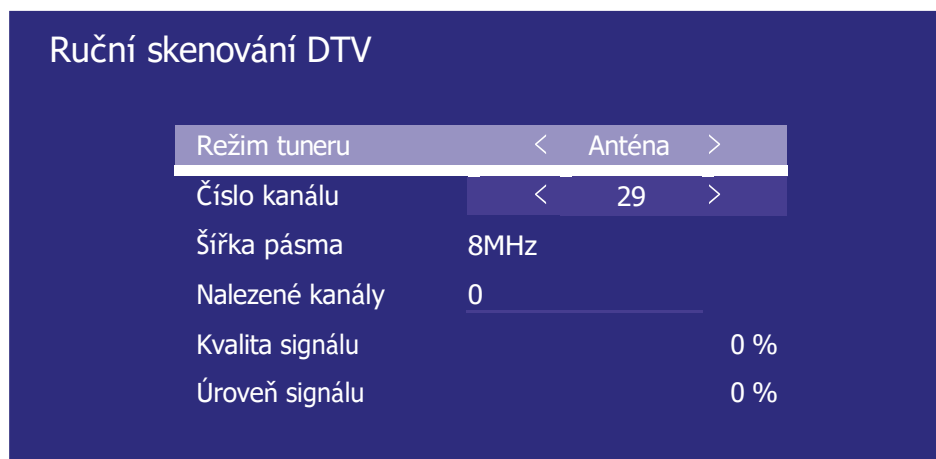 Ruční skenování DTV
Režim tuneru < Anténa >
Číslo kanálu < 29 >
Šířka pásma 8MHz
Nalezené kanály 0
Kvalita signálu 0 %
Úroveň signálu 0 %